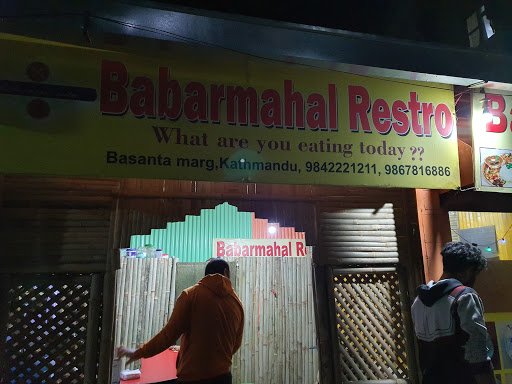 Babarmahal Restro
What are you eating today ??
Basanta marg,Kathmandu, 9842221211, 9867816886
Babarmahal R
B